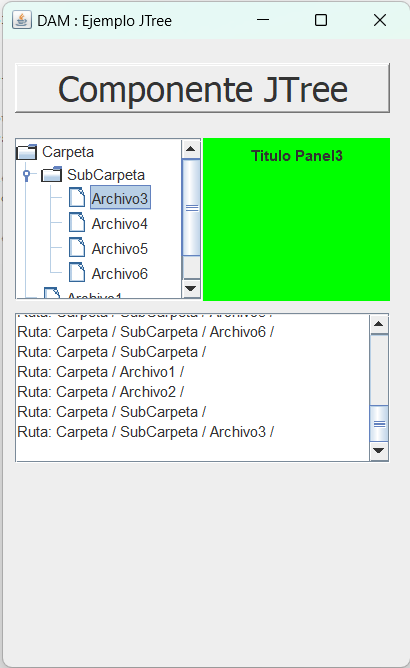 DAM : Ejemplo JTree
Componente JTree
Carpeta
SubCarpeta
Archivo3
Archivo4
Archivo5
Archivo6
Archivo1
Titulo Panel3
Ruta: Carpeta / SubCarpeta / Archivo6 /
Ruta: Carpeta / SubCarpeta /
Ruta: Carpeta / Archivo1 /
Ruta: Carpeta / Archivo2 /
Ruta: Carpeta / SubCarpeta /
Ruta: Carpeta / SubCarpeta / Archivo3 /